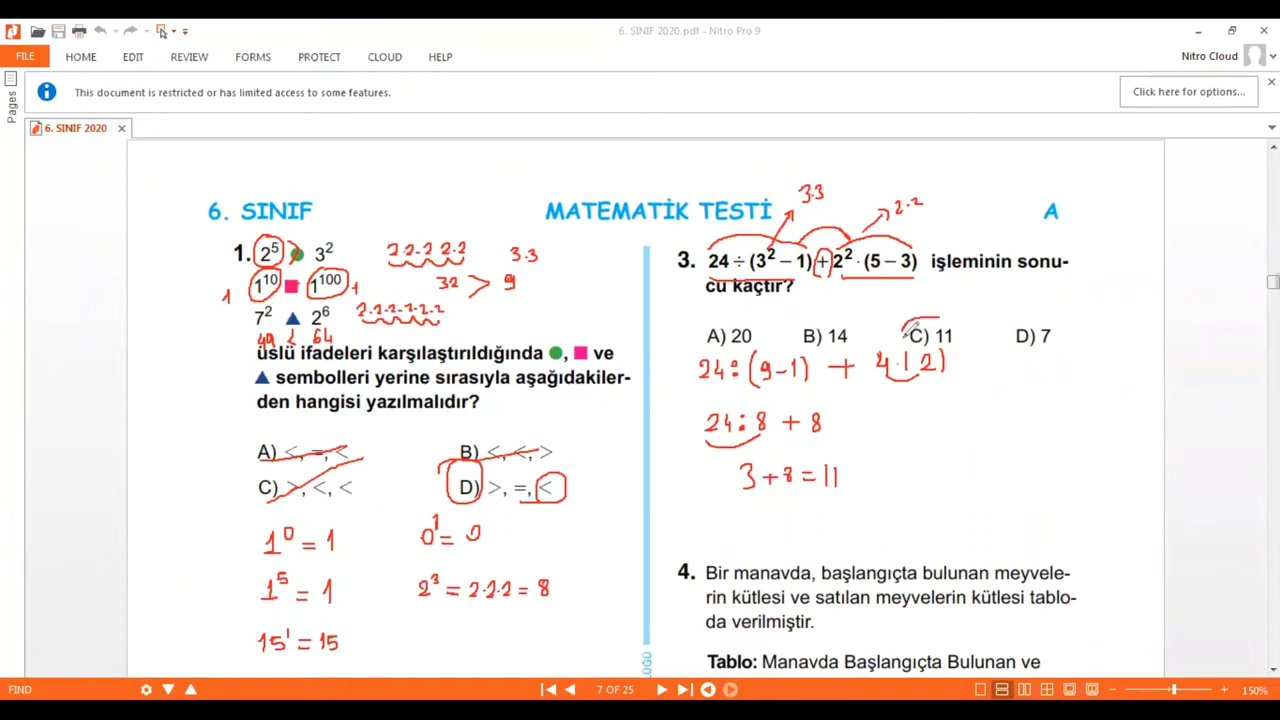 6. SINIF 2020.pdf - Nitro Pro 9
FILE HOME EDIT REVIEW FORMS PROTECT CLOUD HELP
Nitro Cloud
This document is restricted or has limited access to some features.
Click here for options...
Pages
6. SINIF 2020
6. SINIF
MATEMATİK TESTİ
A
1. 2⁵ ● 3²
2·2·2·2·2
3·3
32 > 9
1¹⁰ ■ 1¹⁰⁰
1
1
7² ▲ 2⁶
2·2·2·2·2·2
49 < 64
üslü ifadeleri karşılaştırıldığında ●, ■ ve
▲ sembolleri yerine sırasıyla aşağıdakiler-
den hangisi yazılmalıdır?
A) <, =, <
B) <, <, >
C) >, <, <
D) >, =, <
1⁰ = 1
0¹ = 0
1⁵ = 1
2³ = 2·2·2 = 8
15¹ = 15
3·3
2·2
3. 24 ÷ (3² – 1) + 2² · (5 – 3) işleminin sonu-
cu kaçtır?
A) 20
B) 14
C) 11
D) 7
24 : (9-1) + 4·(2)
24 : 8 + 8
3 + 8 = 11
4. Bir manavda, başlangıçta bulunan meyvele-
rin kütlesi ve satılan meyvelerin kütlesi tablo-
da verilmiştir.
Tablo: Manavda Başlangıçta Bulunan ve
FIND
7 OF 25
150%